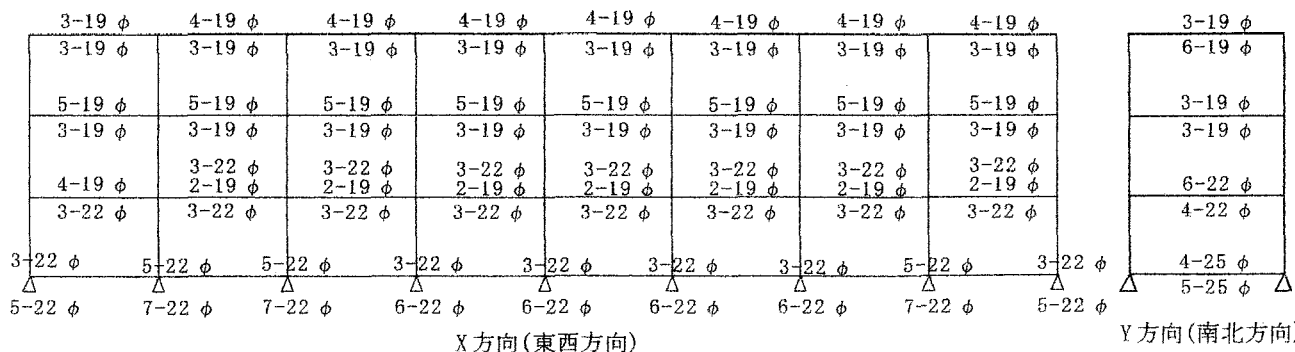 3-19 φ 4-19 φ 4-19 φ 4-19 φ 4-19 φ 4-19 φ 4-19 φ 4-19 φ 3-19 φ
3-19 φ 3-19 φ 3-19 φ 3-19 φ 3-19 φ 3-19 φ 3-19 φ 3-19 φ 6-19 φ
5-19 φ 5-19 φ 5-19 φ 5-19 φ 5-19 φ 5-19 φ 5-19 φ 5-19 φ 3-19 φ
3-19 φ 3-19 φ 3-19 φ 3-19 φ 3-19 φ 3-19 φ 3-19 φ 3-19 φ 3-19 φ
3-22 φ 3-22 φ 3-22 φ 3-22 φ 3-22 φ 3-22 φ 3-22 φ
4-19 φ 2-19 φ 2-19 φ 2-19 φ 2-19 φ 2-19 φ 2-19 φ 2-19 φ 6-22 φ
3-22 φ 3-22 φ 3-22 φ 3-22 φ 3-22 φ 3-22 φ 3-22 φ 3-22 φ 4-22 φ
3-22 φ 5-22 φ 5-22 φ 3-22 φ 3-22 φ 3-22 φ 3-22 φ 5-22 φ 3-22 φ 4-25 φ
5-22 φ 7-22 φ 7-22 φ 6-22 φ 6-22 φ 6-22 φ 6-22 φ 7-22 φ 5-22 φ 5-25 φ
X方向(東西方向) Y方向(南北方向)